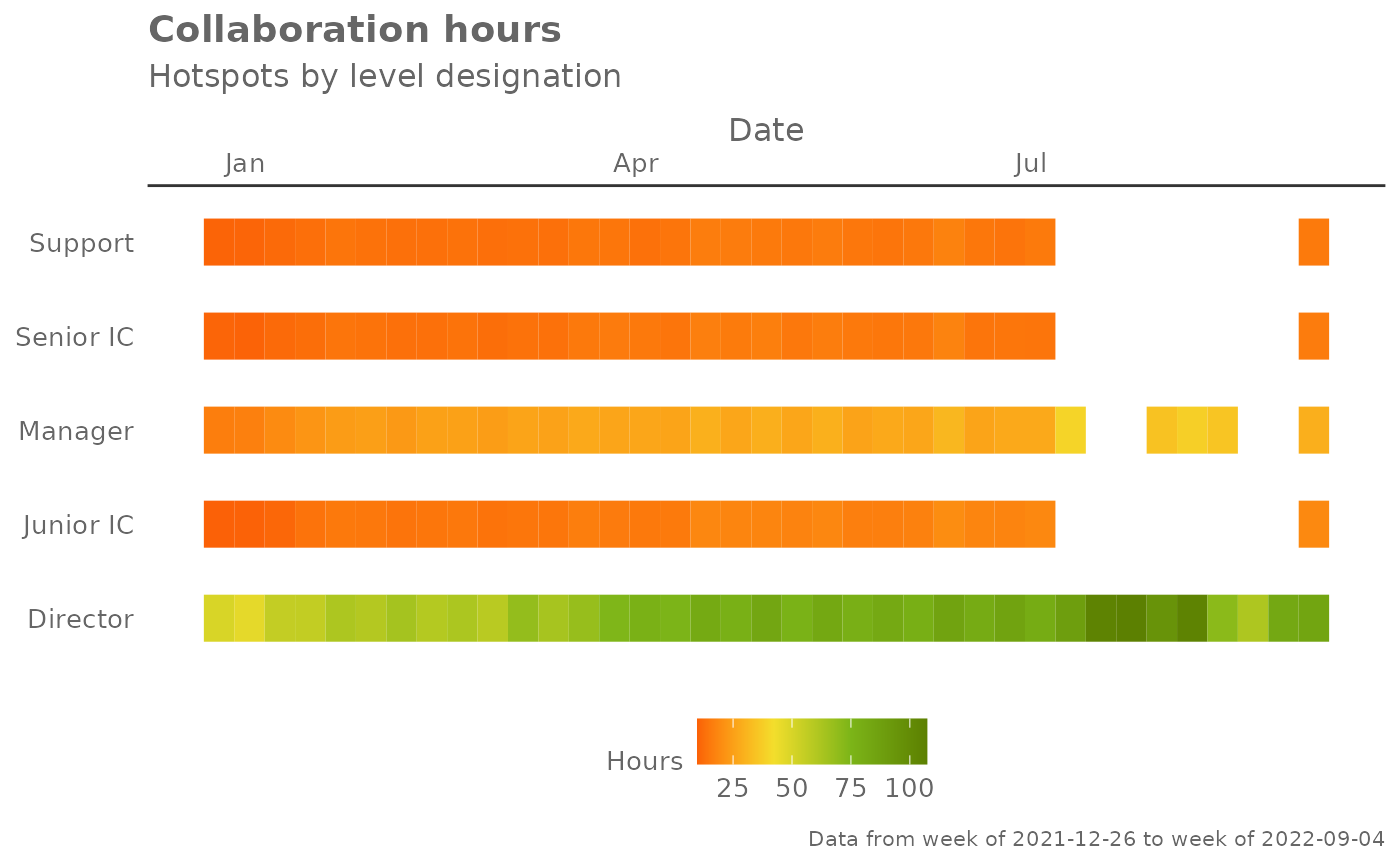 Collaboration hours
Hotspots by level designation
Date
Jan Apr Jul
Support
Senior IC
Manager
Junior IC
Director
Hours
25 50 75 100
Data from week of 2021-12-26 to week of 2022-09-04